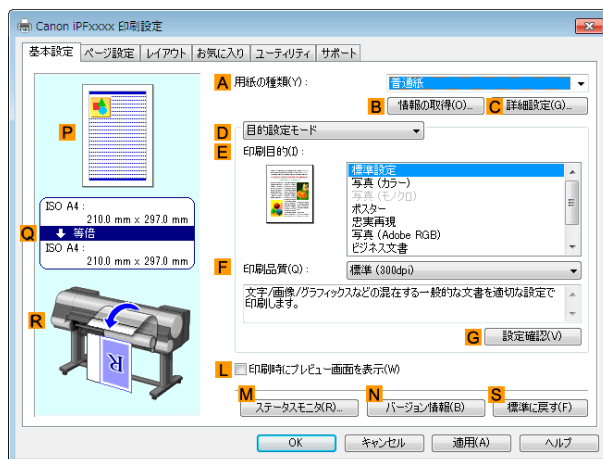 Canon iPFxxxx 印刷設定
基本設定 ページ設定 レイアウト お気に入り ユーティリティ サポート
A 用紙の種類(Y): 普通紙
B 情報の取得(O)... C 詳細設定(G)...
P
D 目的設定モード
E 印刷目的(I):
標準設定
写真 (カラー)
写真 (モノクロ)
ポスター
忠実再現
写真 (Adobe RGB)
ビジネス文書
ISO A4 :
210.0 mm x 297.0 mm
Q 等倍
ISO A4 :
210.0 mm x 297.0 mm
F 印刷品質(Q): 標準 (300dpi)
文字/画像/グラフィックスなどの混在する一般的な文書を適切な設定で
印刷します。
R
R
G 設定確認(V)
L 印刷時にプレビュー画面を表示(W)
M N S
ステータスモニタ(R)... バージョン情報(B) 標準に戻す(F)
OK キャンセル 適用(A) ヘルプ